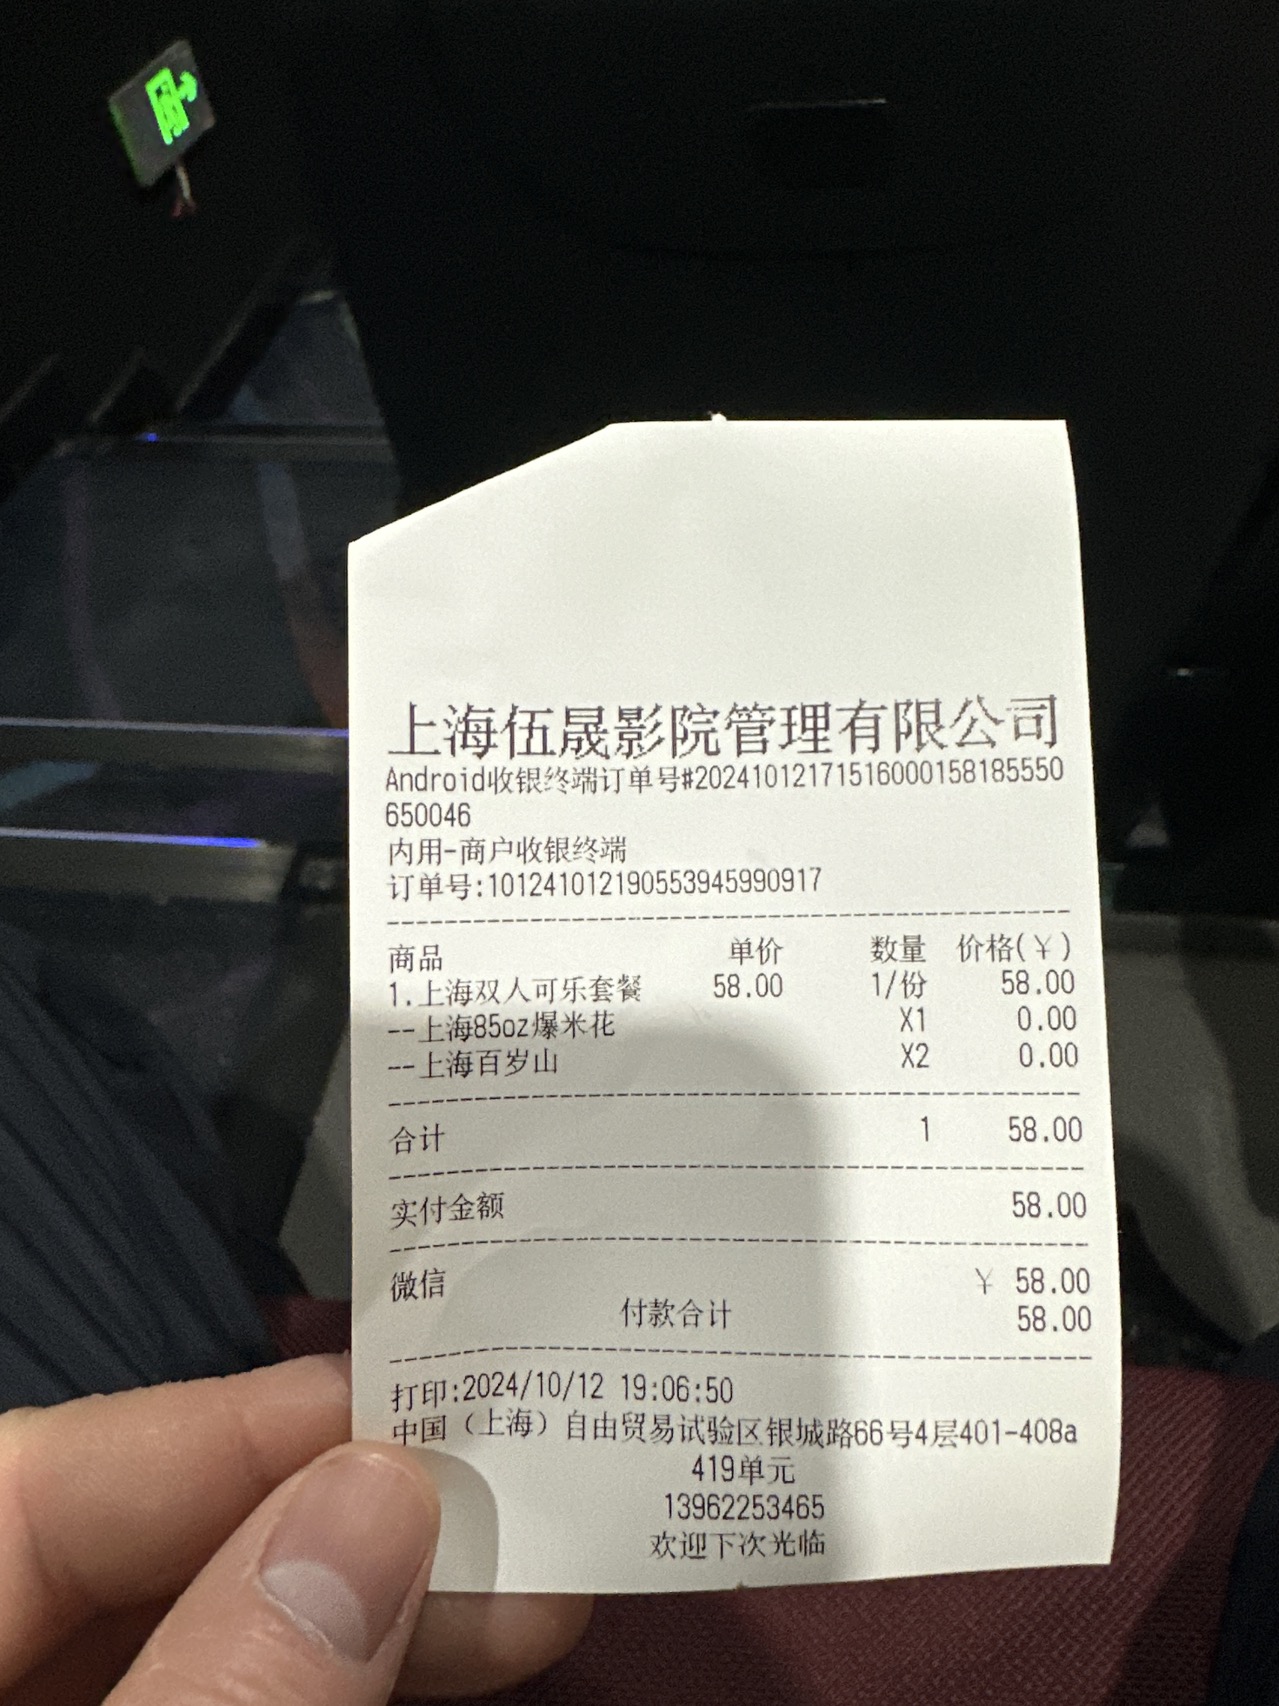 上海伍晟影院管理有限公司
Android收银终端订单号#20241012171516000158185550
650046
内用-商户收银终端
订单号:101241012190553945990917
商品 单价 数量 价格(¥)
1.上海双人可乐套餐 58.00 1/份 58.00
--上海85oz爆米花 X1 0.00
--上海百岁山 X2 0.00
合计 1 58.00
实付金额 58.00
微信 ¥ 58.00
付款合计 58.00
打印:2024/10/12 19:06:50
中国（上海）自由贸易试验区银城路66号4层401-408a
419单元
13962253465
欢迎下次光临